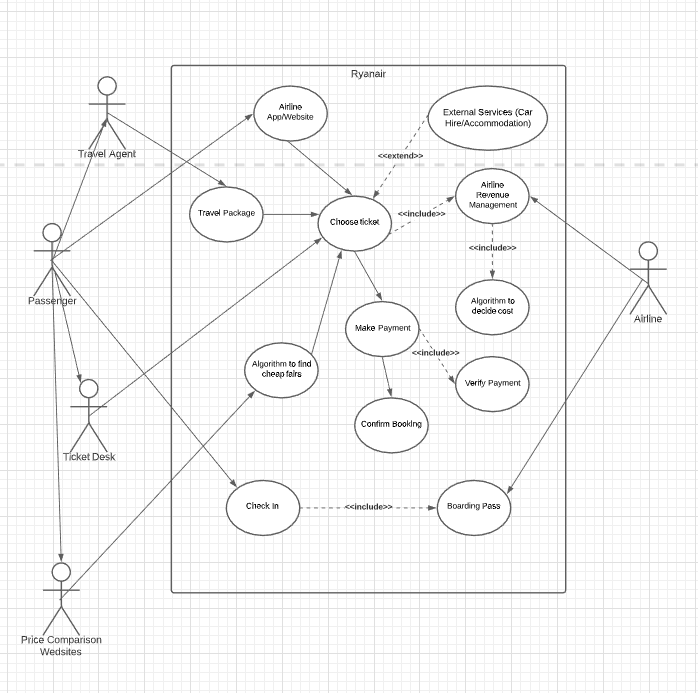 Ryanair
Airline
App/Website
External Services (Car
Hire/Accommodation)
Travel Agent
<<extend>>
Airline
Revenue
Management
Travel Package
Choose ticket
<<include>>
<<include>>
Passenger
Algorithm to
decide cost
Airline
Make Payment
<<include>>
Algorithm to find
cheap fairs
Verify Payment
Confirm Booking
Ticket Desk
Check In
<<include>>
Boarding Pass
Price Comparison
Wedsites